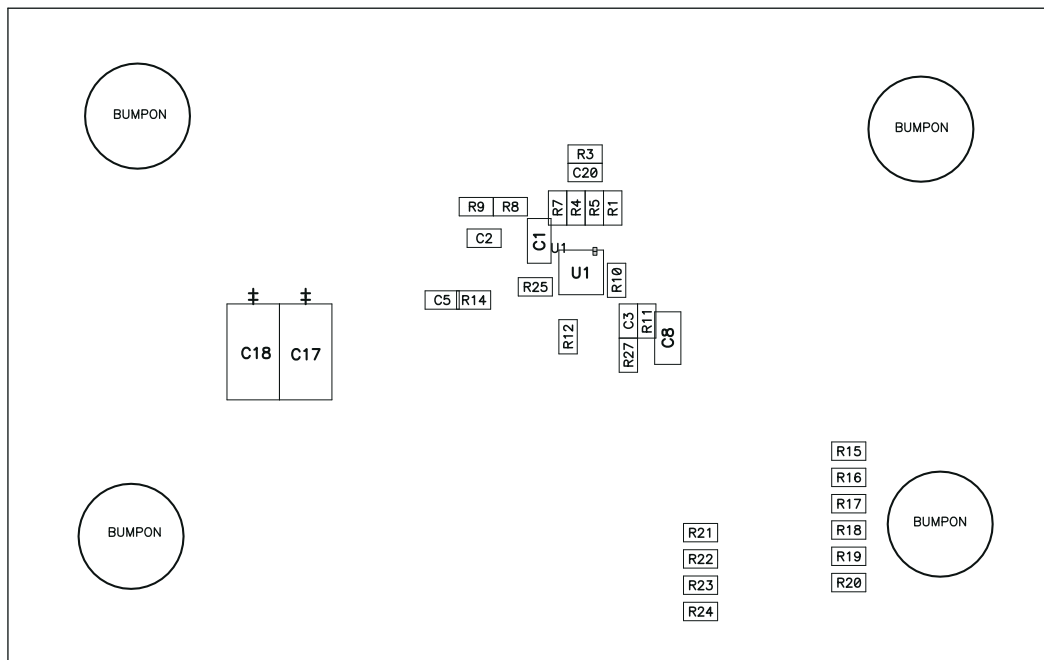 BUMPON
BUMPON
R3
C20
R9 R8 R7 R4 R5 R1
C2 C1 U1
U1
R25 R10
C5 R14
C3 R11
R12 C8
R27
C18 C17
R15
R16
R17
R18
R19
R20
BUMPON
BUMPON
R21
R22
R23
R24